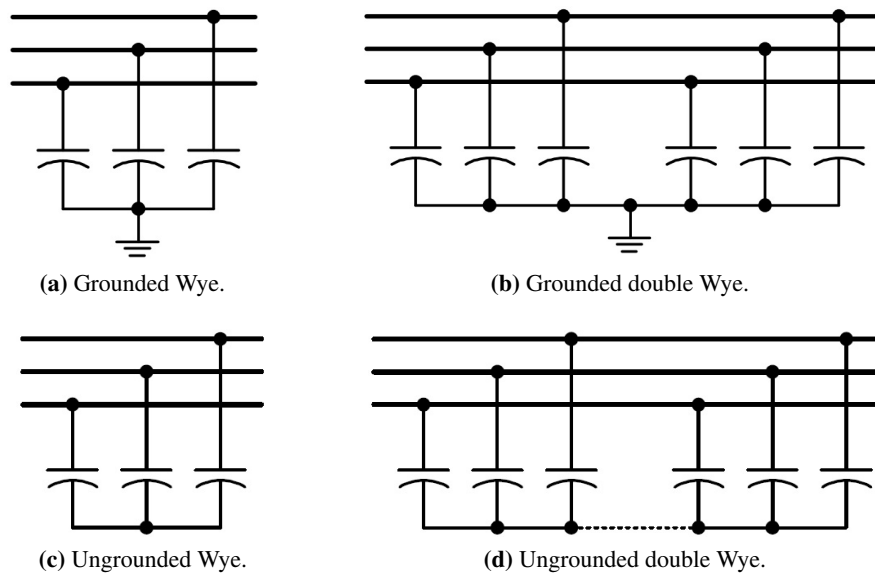 (a) Grounded Wye.
(b) Grounded double Wye.
(c) Ungrounded Wye.
(d) Ungrounded double Wye.